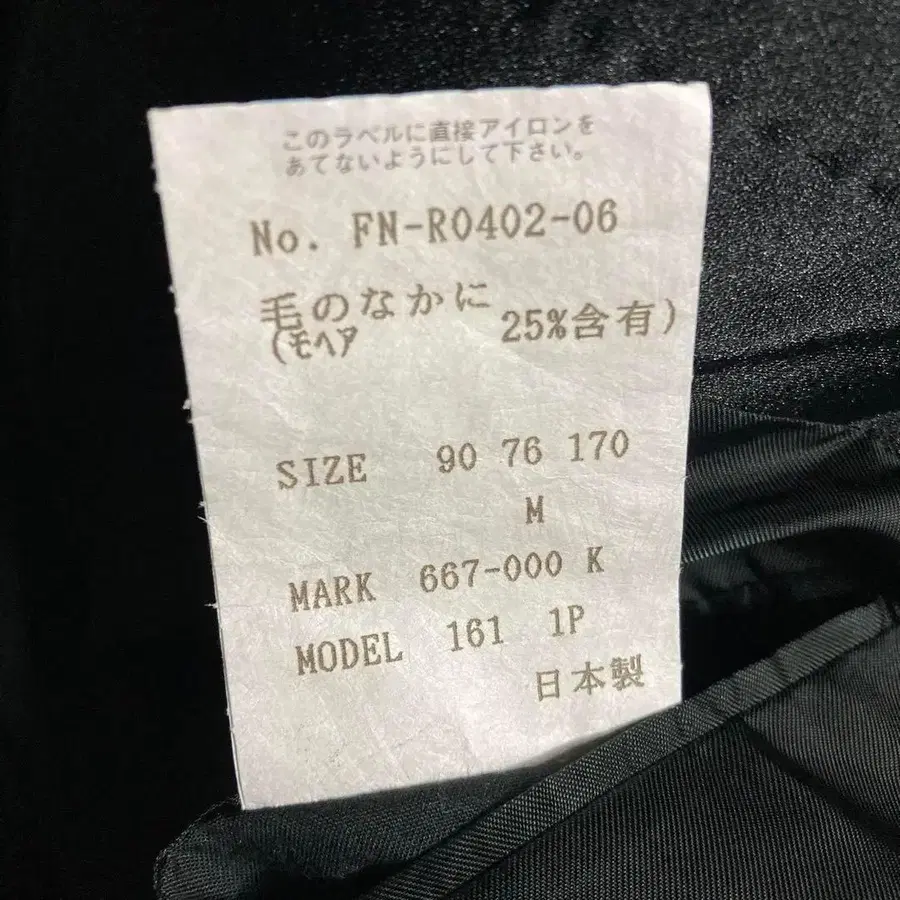 このラベルに直接アイロンを
あてないようにして下さい。
No. FN-R0402-06
毛のなかに
(モヘア 25%含有)
SIZE 90 76 170
M
MARK 667-000 K
MODEL 161 1P
日本製